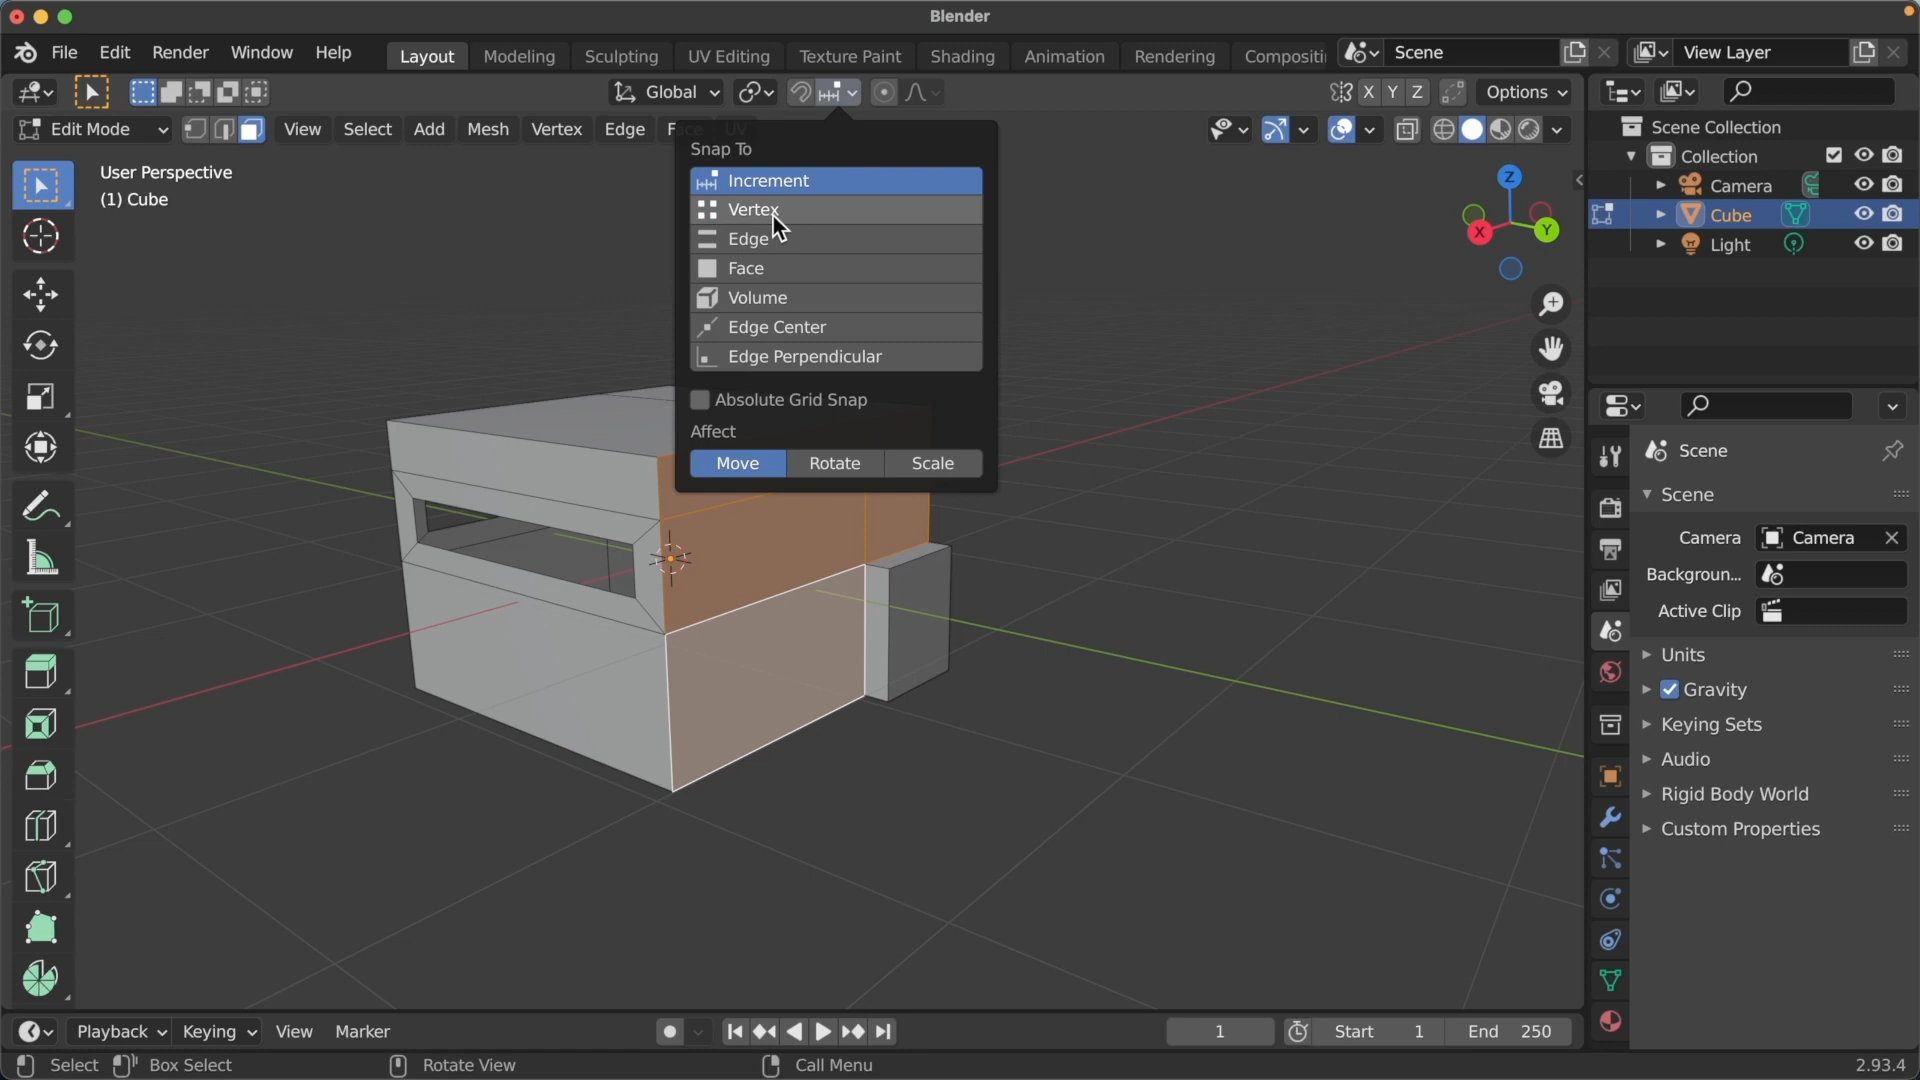 Blender
File Edit Render Window Help Layout Modeling Sculpting UV Editing Texture Paint Shading Animation Rendering Compositi Scene View Layer
Global X Y Z Options
Edit Mode View Select Add Mesh Vertex Edge Face UV
User Perspective
(1) Cube
Snap To
Increment
Vertex
Edge
Face
Volume
Edge Center
Edge Perpendicular
Absolute Grid Snap
Affect
Move Rotate Scale
Z
X Y
Scene Collection
Collection
Camera
Cube
Light
Scene
Scene
Camera Camera
Backgroun...
Active Clip
Units
Gravity
Keying Sets
Audio
Rigid Body World
Custom Properties
Playback Keying View Marker 1 Start 1 End 250
Select Box Select Rotate View Call Menu 2.93.4